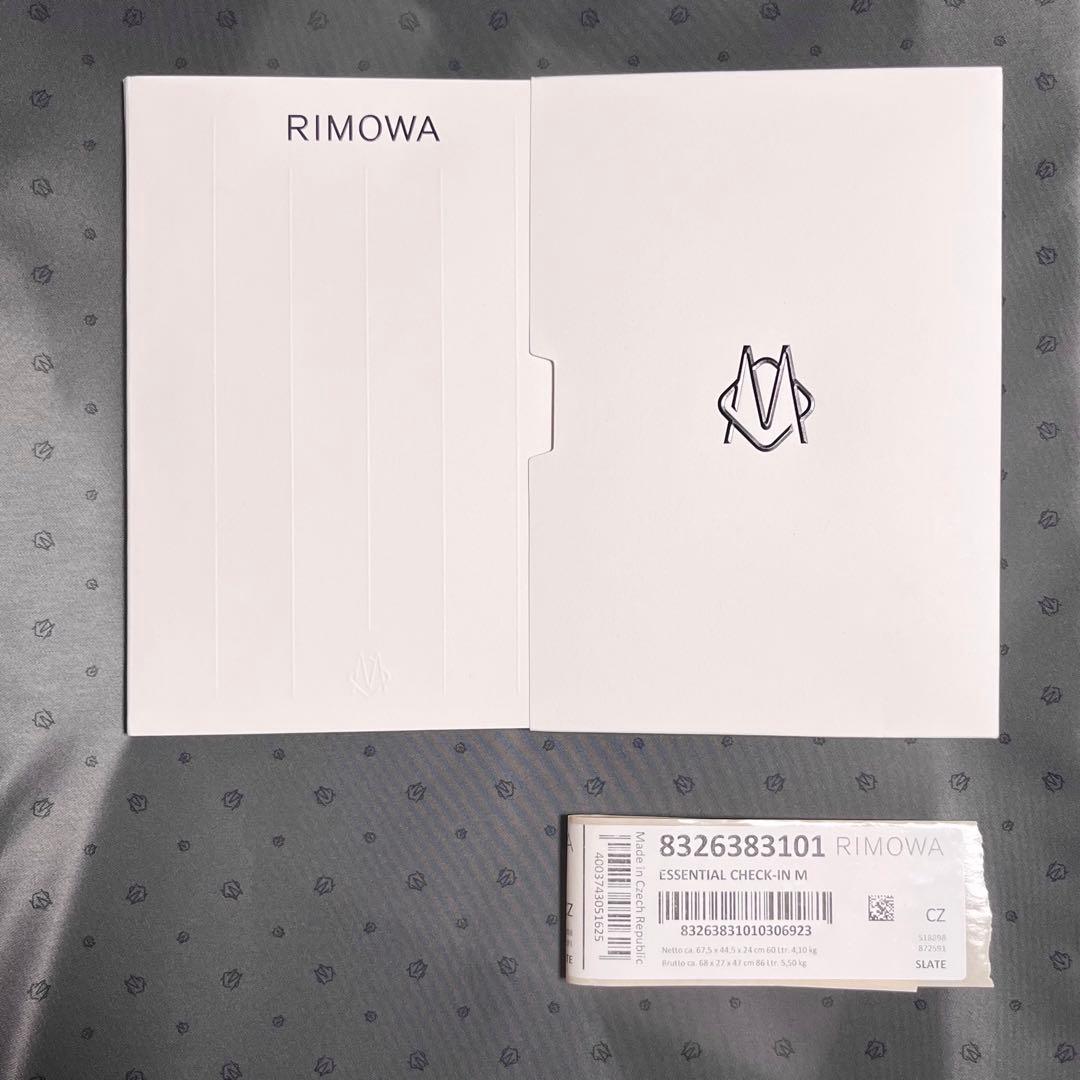 RIMOWA
8326383101 RIMOWA
ESSENTIAL CHECK-IN M
83263831010306923
Netto ca. 67,5 x 44,5 x 24 cm 60 Ltr. 4,10 kg
Brutto ca. 68 x 27 x 47 cm 86 Ltr. 5,50 kg
CZ
518898
872591
SLATE
Made in Czech Republic
4003743051625